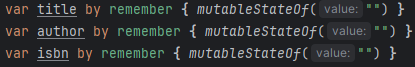 var title by remember { mutableStateOf( value: "") }
var author by remember { mutableStateOf( value: "") }
var isbn by remember { mutableStateOf( value: "") }